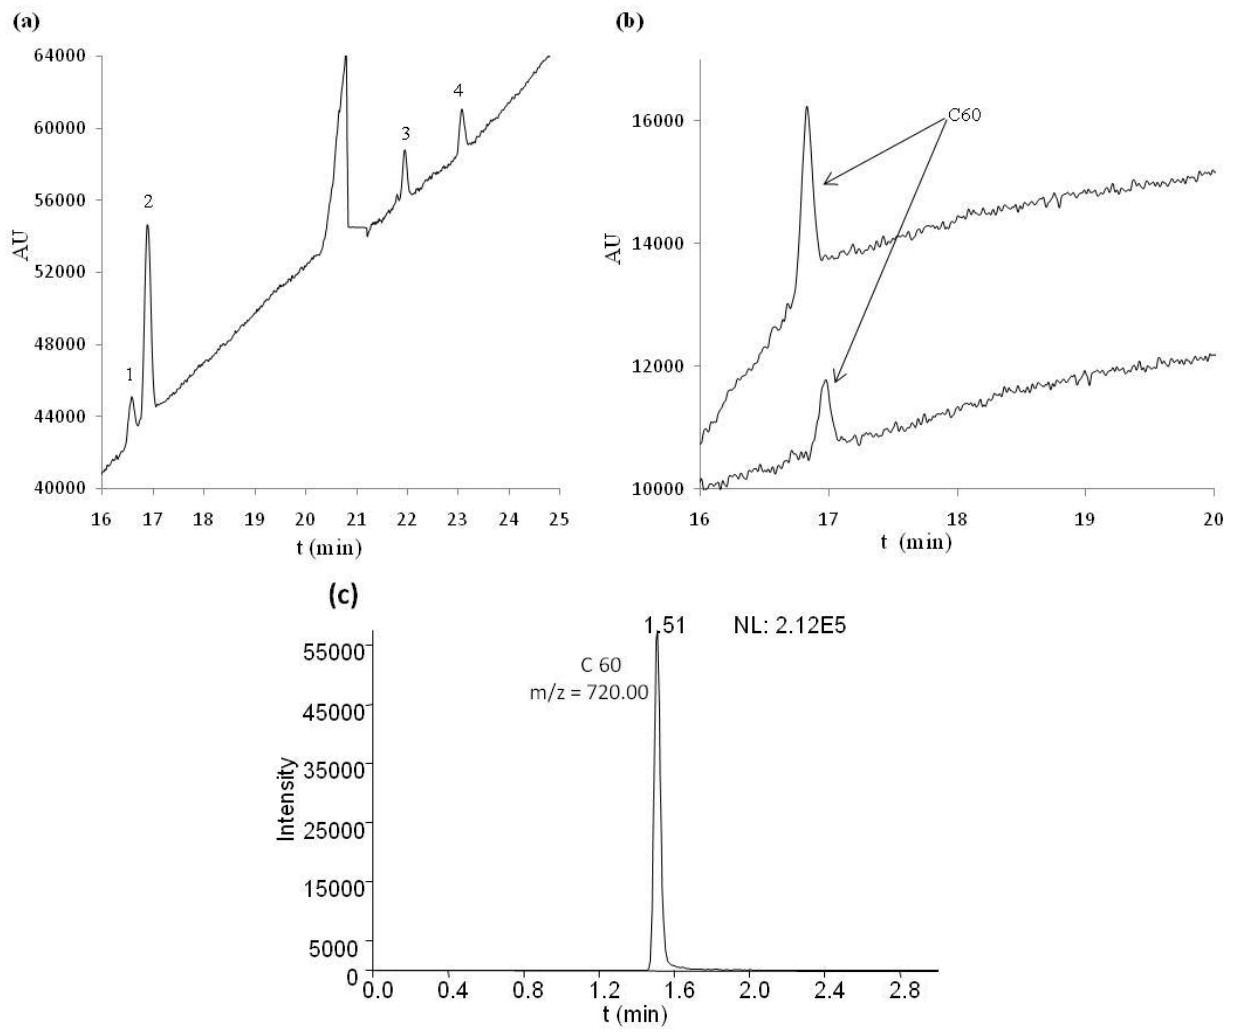 (a)
64000
60000
56000
52000
48000
44000
40000
AU
1
2
3
4
16 17 18 19 20 21 22 23 24 25
t (min)
(b)
16000
14000
12000
10000
AU
C60
16 17 18 19 20
t (min)
(c)
1.51 NL: 2.12E5
C 60
m/z = 720.00
55000
45000
35000
25000
15000
5000
0
Intensity
0.0 0.4 0.8 1.2 1.6 2.0 2.4 2.8
t (min)